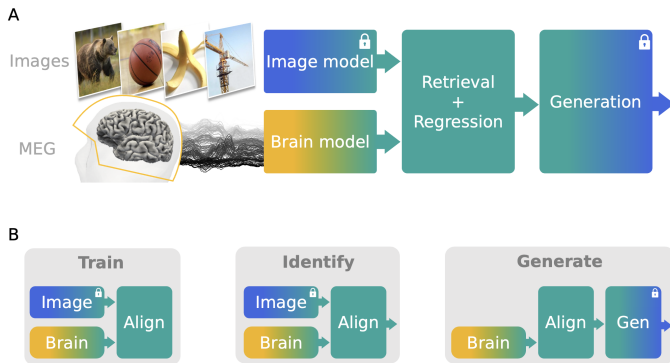 A
Images
Image model
MEG
Brain model
Retrieval
+
Regression
Generation
B
Train
Image
Brain
Align
Identify
Image
Brain
Align
Generate
Brain
Align
Gen